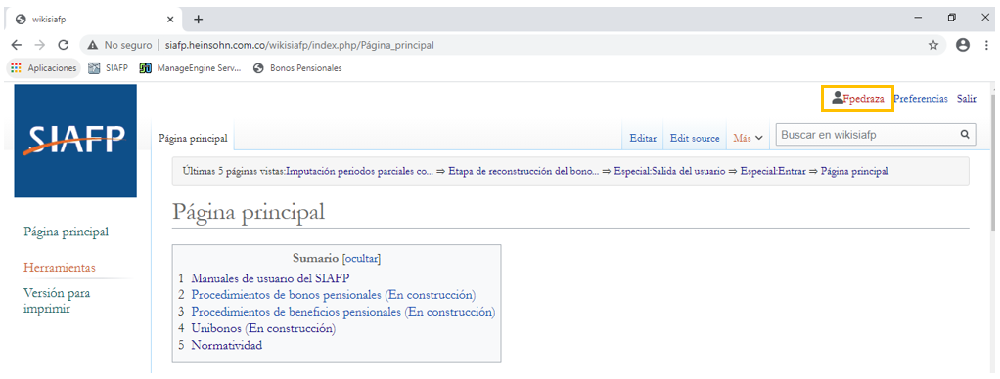 wikisiafp
No seguro | siafp.heinsohn.com.co/wikisiafp/index.php/Página_principal
Aplicaciones SIAFP ManageEngine Serv... Bonos Pensionales
Fpedraza Preferencias Salir
SIAFP
Página principal Editar Edit source Más Buscar en wikisiafp
Últimas 5 páginas vistas:Imputación periodos parciales co... ⇒ Etapa de reconstrucción del bono... ⇒ Especial:Salida del usuario ⇒ Especial:Entrar ⇒ Página principal
Página principal
Página principal
Herramientas
Versión para
imprimir
Sumario [ocultar]
1 Manuales de usuario del SIAFP
2 Procedimientos de bonos pensionales (En construcción)
3 Procedimientos de beneficios pensionales (En construcción)
4 Unibonos (En construcción)
5 Normatividad